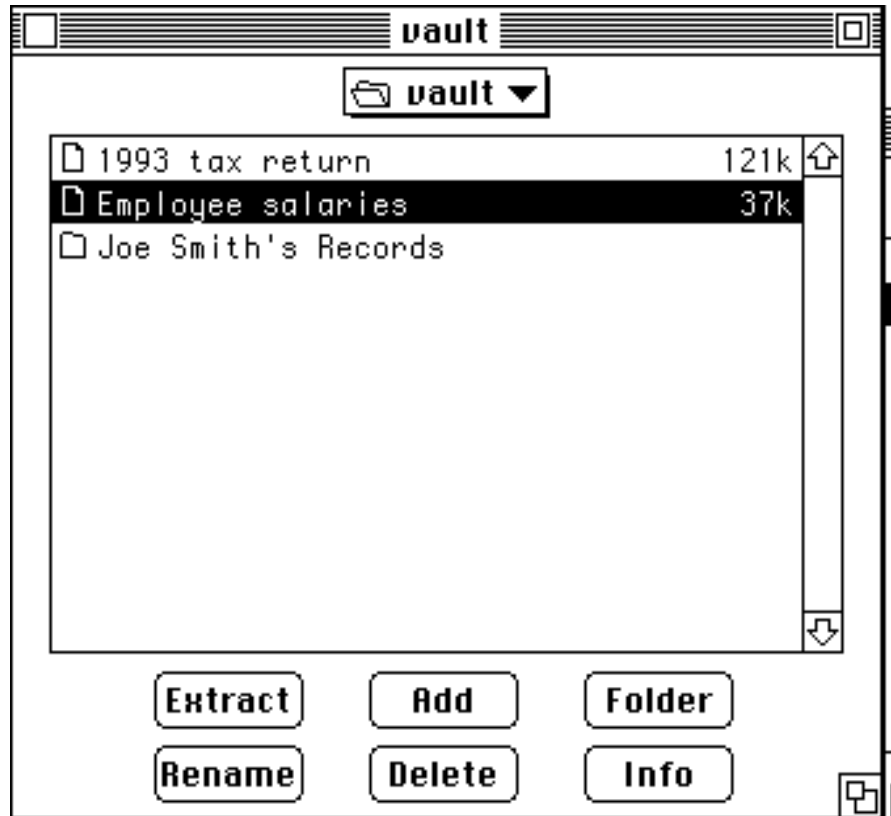 vault
vault
1993 tax return 121k
Employee salaries 37k
Joe Smith's Records
Extract Add Folder
Rename Delete Info